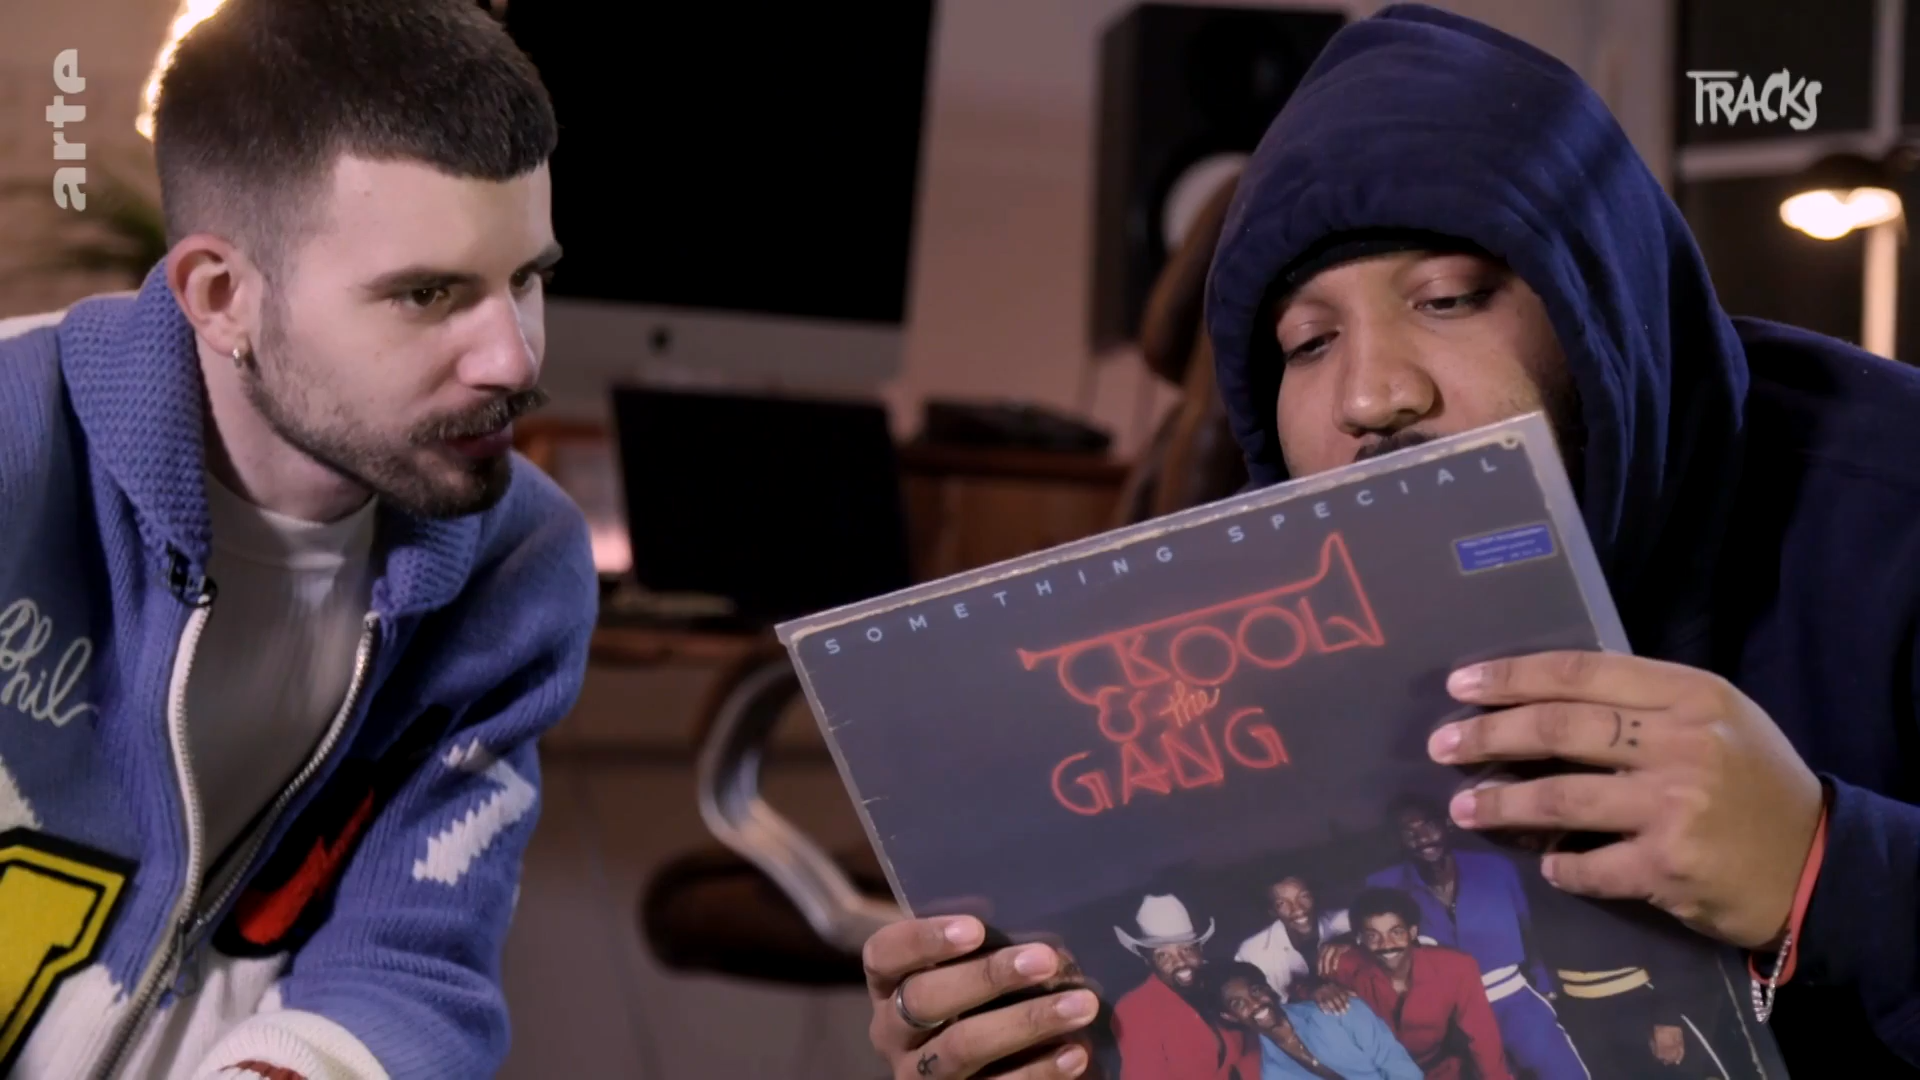 arte
TRACKS
SOMETHING SPECIAL
KOOL
& the
GANG
Phil